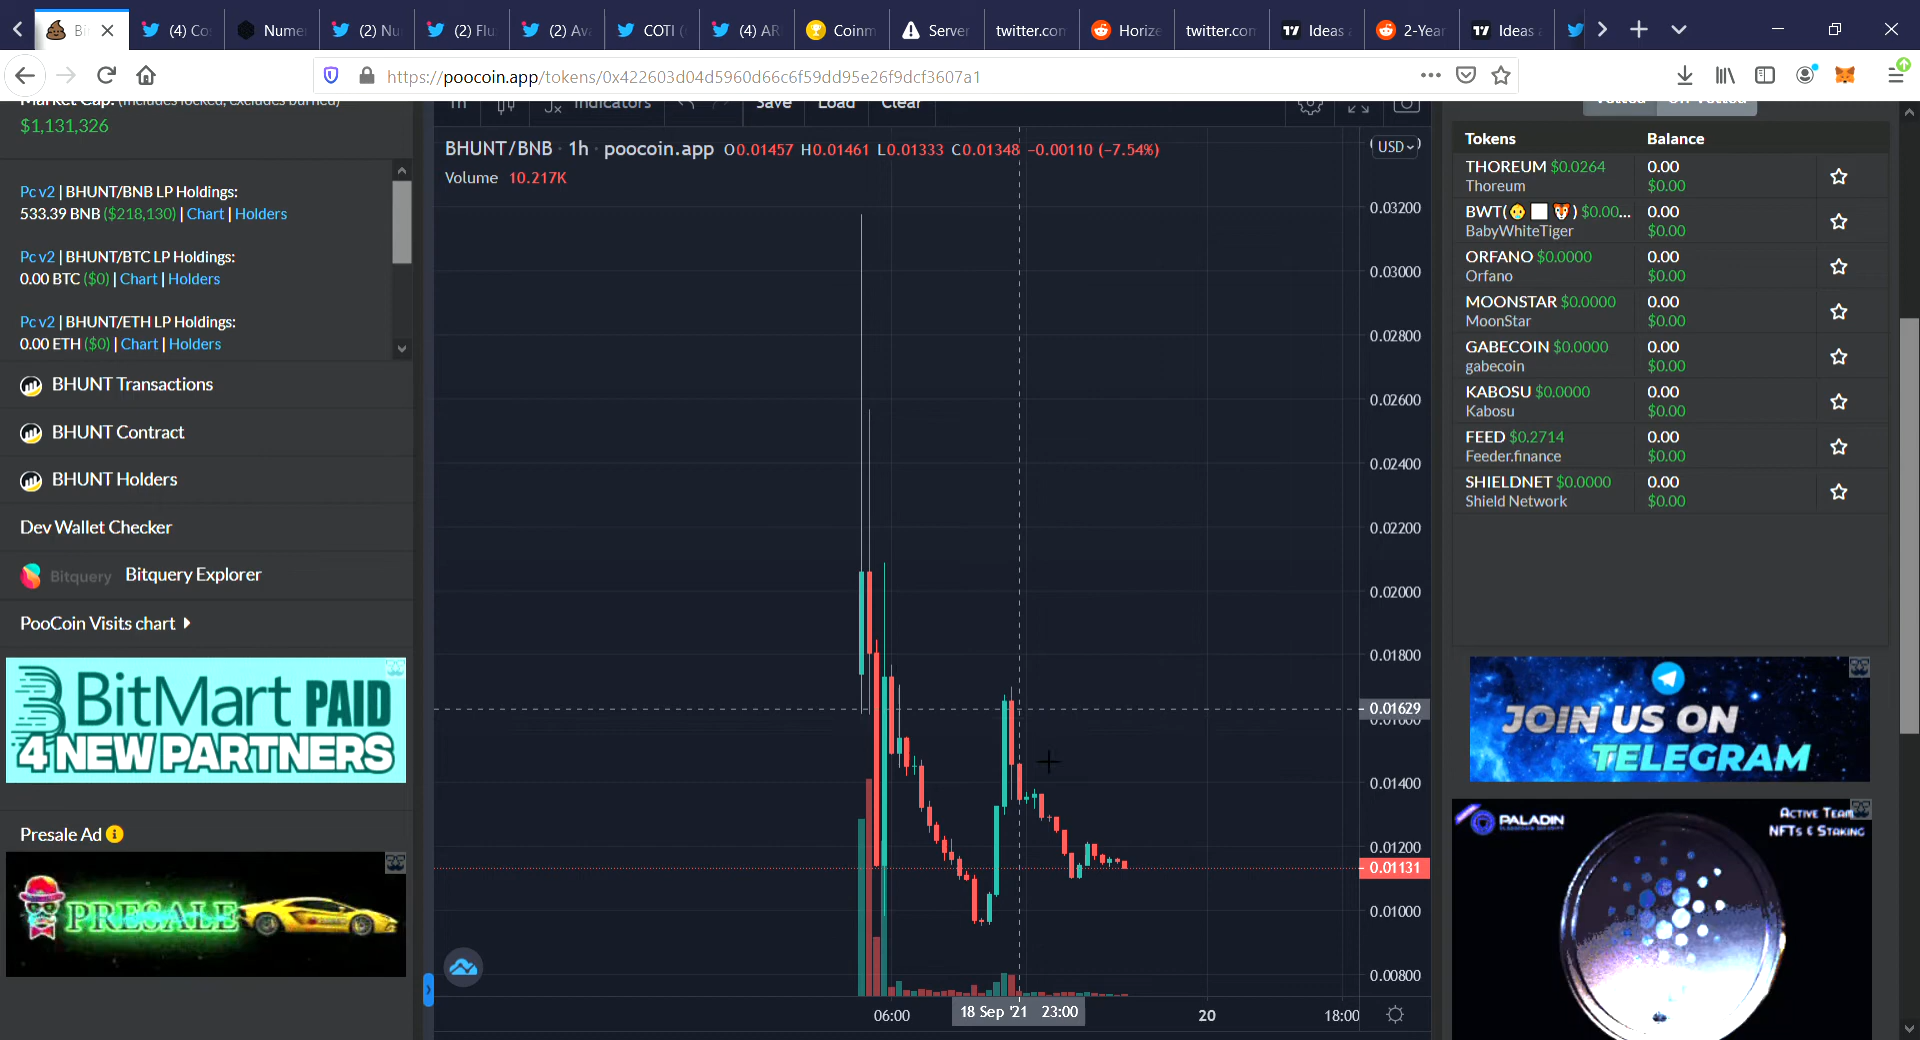 Bi
(4) Co
Nume
(2) Nu
(2) Flu
(2) Ava
COTI (
(4) AR
Coinm
Server
twitter.com
Horize
twitter.com
Ideas a
2-Year
Ideas a
https://poocoin.app/tokens/0x422603d04d5960d66c6f59dd95e26f9dcf3607a1
Market Cap: (includes locked, excludes burned)
$1,131,326
Pc v2 | BHUNT/BNB LP Holdings:
533.39 BNB ($218,130) | Chart | Holders
Pc v2 | BHUNT/BTC LP Holdings:
0.00 BTC ($0) | Chart | Holders
Pc v2 | BHUNT/ETH LP Holdings:
0.00 ETH ($0) | Chart | Holders
BHUNT Transactions
BHUNT Contract
BHUNT Holders
Dev Wallet Checker
Bitquery Bitquery Explorer
PooCoin Visits chart
BitMart PAID
4 NEW PARTNERS
Presale Ad
PRESALE
1h Indicators Save Load Clear
BHUNT/BNB · 1h · poocoin.app O0.01457 H0.01461 L0.01333 C0.01348 −0.00110 (−7.54%)
Volume 10.217K
USD
0.03200
0.03000
0.02800
0.02600
0.02400
0.02200
0.02000
0.01800
0.01629
0.01600
0.01400
0.01200
0.01131
0.01000
0.00800
06:00
18 Sep '21 23:00
20
18:00
Tokens Balance
THOREUM $0.0264 0.00
Thoreum $0.00
BWT(👶⬜🐯) $0.00... 0.00
BabyWhiteTiger $0.00
ORFANO $0.0000 0.00
Orfano $0.00
MOONSTAR $0.0000 0.00
MoonStar $0.00
GABECOIN $0.0000 0.00
gabecoin $0.00
KABOSU $0.0000 0.00
Kabosu $0.00
FEED $0.2714 0.00
Feeder.finance $0.00
SHIELDNET $0.0000 0.00
Shield Network $0.00
JOIN US ON
TELEGRAM
PALADIN
ACTIVE TEAM
NFTS & STAKING